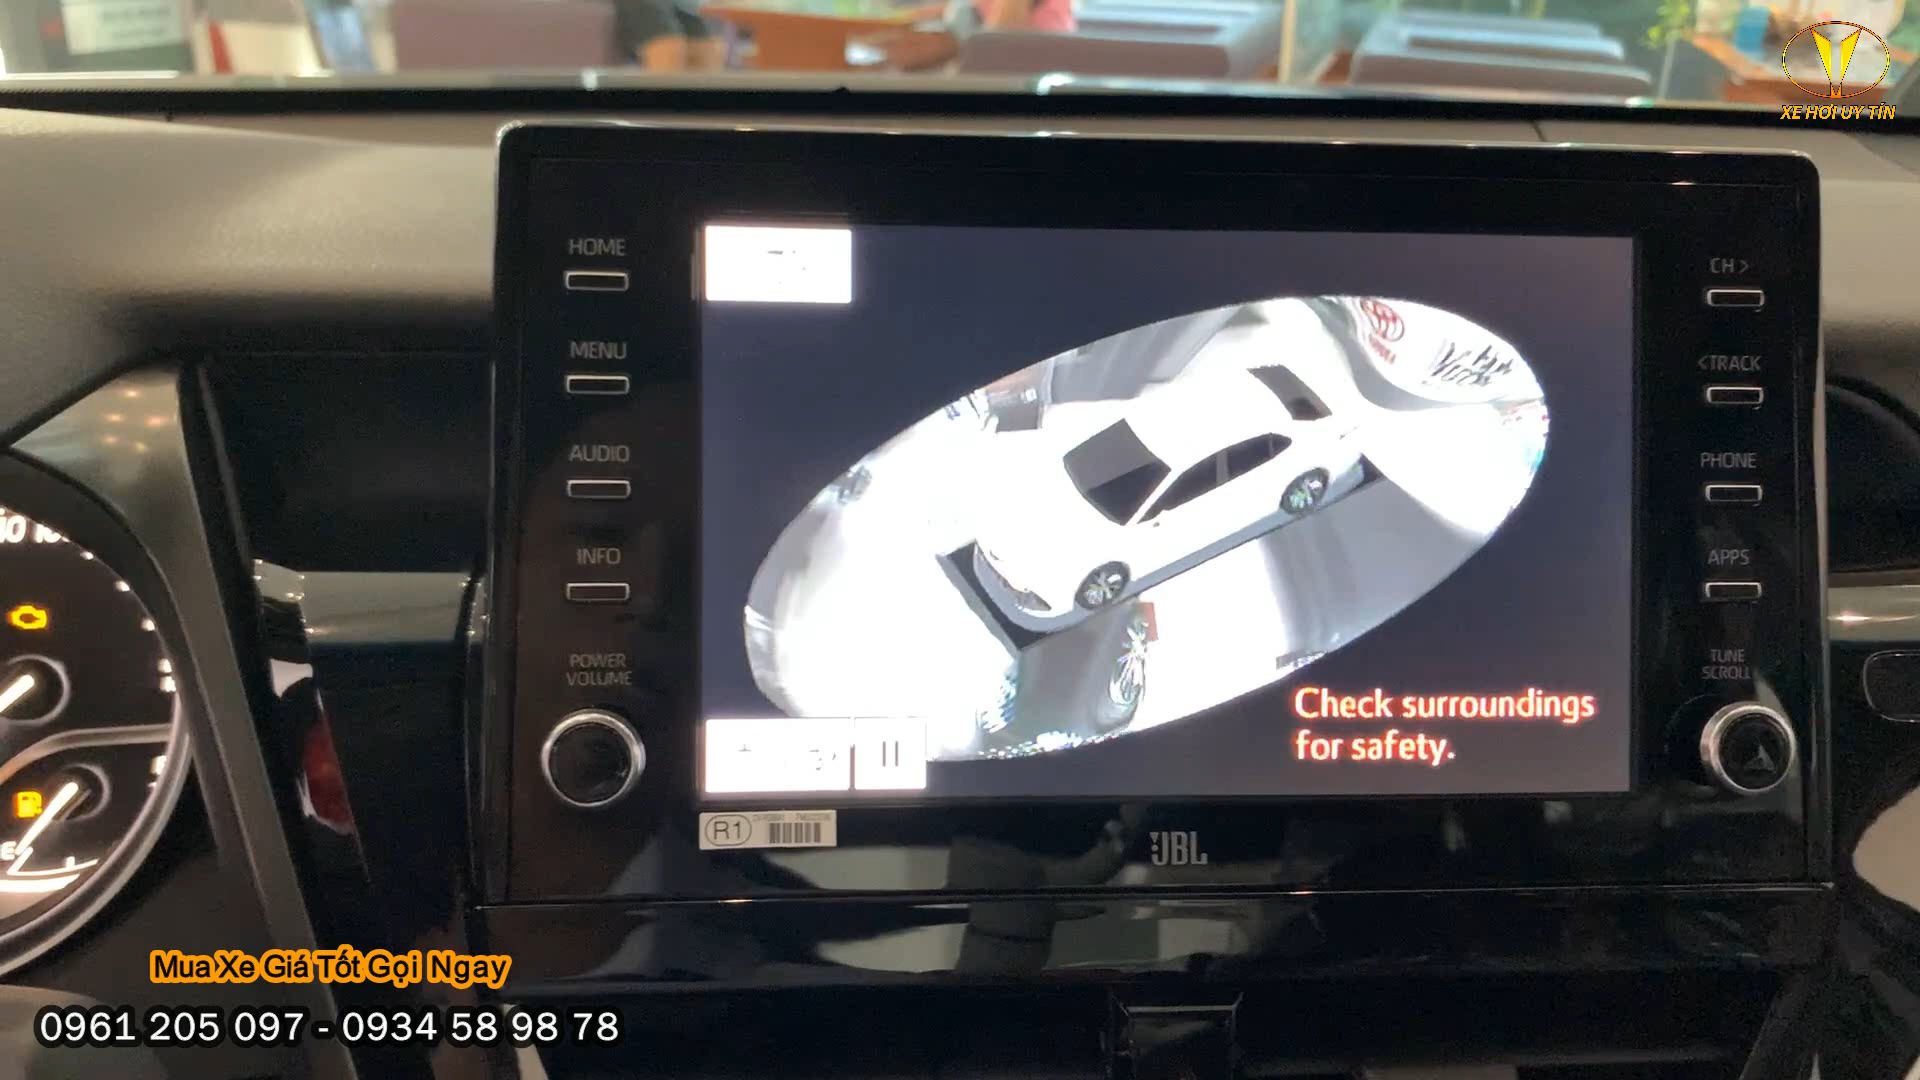 XE HƠI UY TÍN
HOME
MENU
AUDIO
INFO
POWER
VOLUME
CH >
<TRACK
PHONE
APPS
TUNE
SCROLL
Check surroundings
for safety.
R1
JBL
Mua Xe Giá Tốt Gọi Ngay
0961 205 097 - 0934 58 98 78